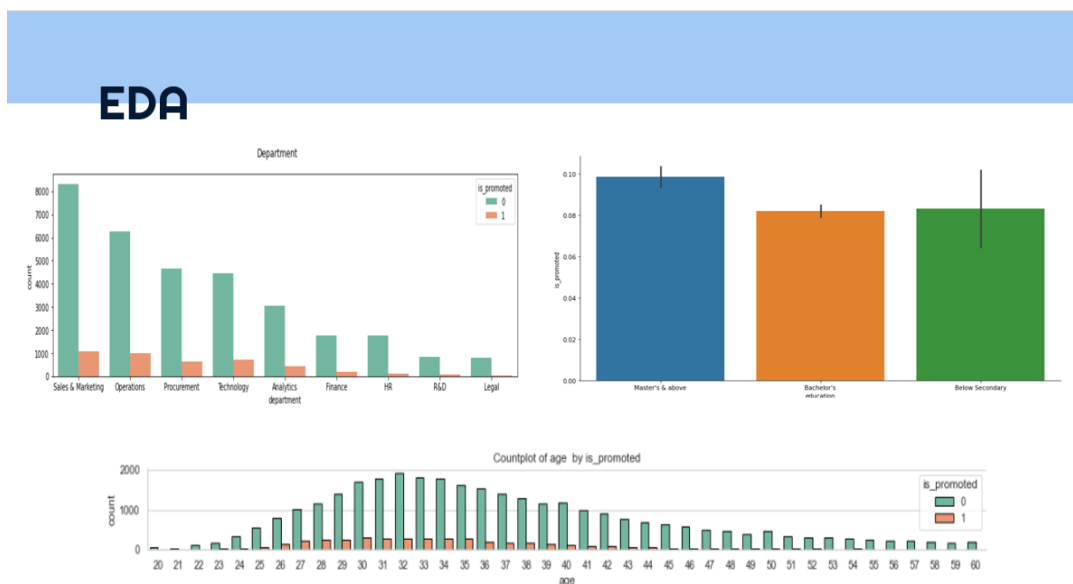 EDA
Department
is_promoted
0
1
8000
7000
6000
5000
4000
3000
2000
1000
0
count
Sales & Marketing Operations Procurement Technology Analytics Finance HR R&D Legal
department
0.10
0.08
0.06
0.04
0.02
0.00
is_promoted
Master's & above Bachelor's Below Secondary
education
Countplot of age by is_promoted
is_promoted
0
1
2000
1000
0
count
20 21 22 23 24 25 26 27 28 29 30 31 32 33 34 35 36 37 38 39 40 41 42 43 44 45 46 47 48 49 50 51 52 53 54 55 56 57 58 59 60
age